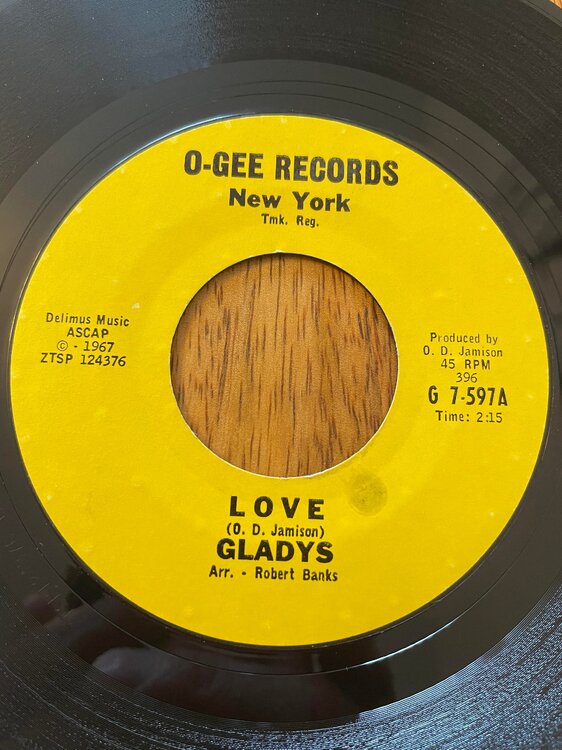 O-GEE RECORDS
New York
Tmk. Reg.
Delimus Music
ASCAP
© - 1967
ZTSP 124376
Produced by
O. D. Jamison
45 RPM
396
G 7-597A
Time: 2:15
LOVE
(O. D. Jamison)
GLADYS
Arr. - Robert Banks